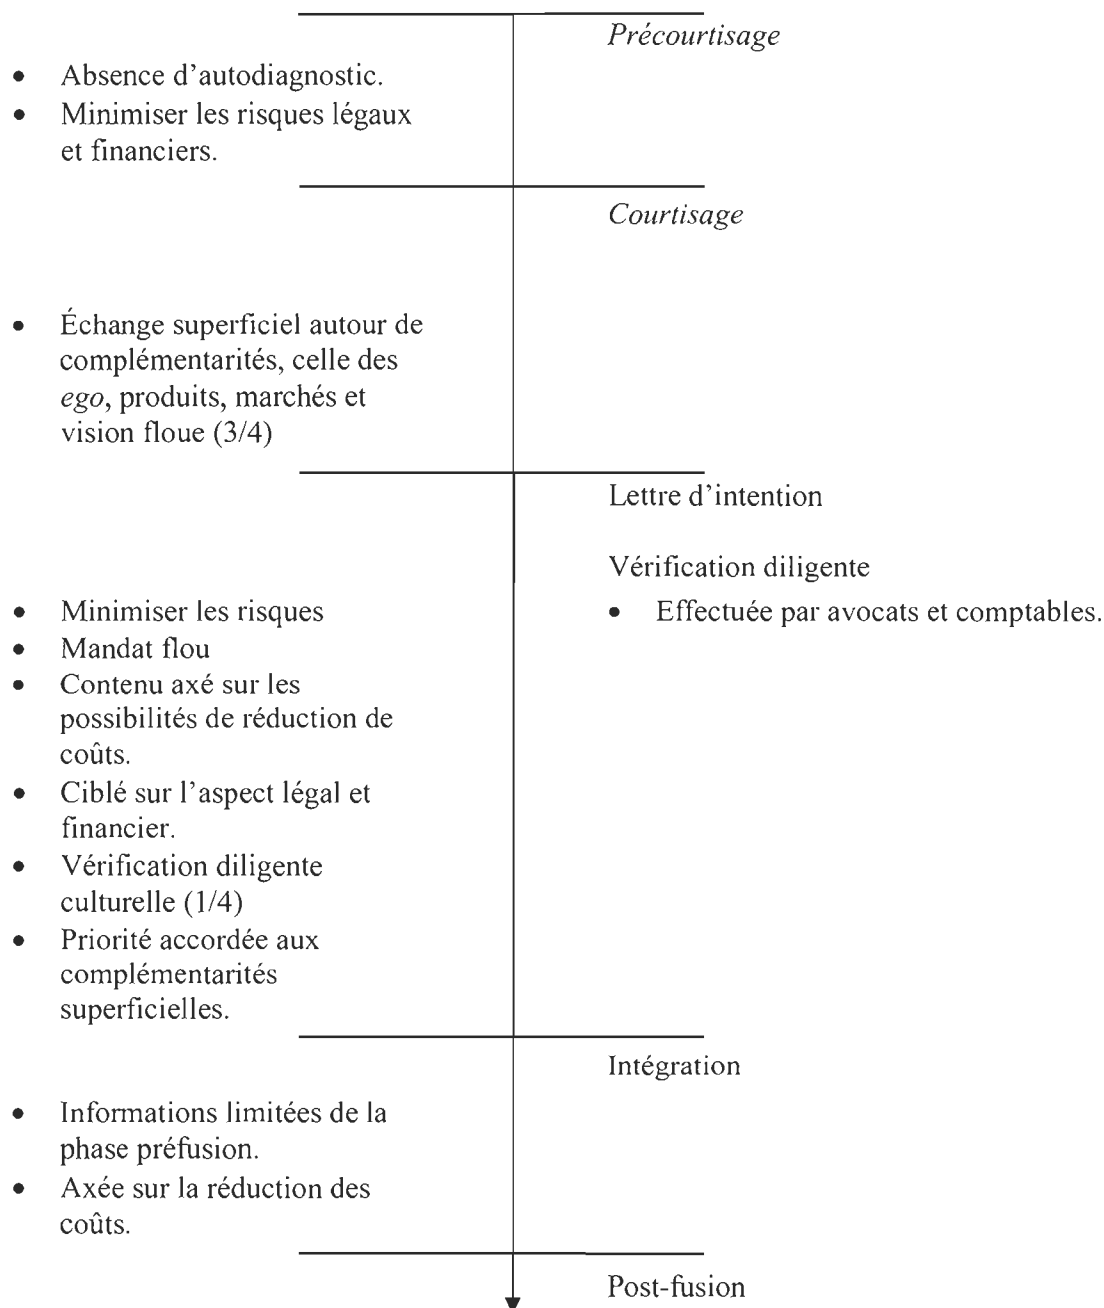 Précourtisage
• Absence d'autodiagnostic.
• Minimiser les risques légaux
et financiers.
Courtisage
• Échange superficiel autour de
complémentarités, celle des
ego, produits, marchés et
vision floue (3/4)
Lettre d'intention
Vérification diligente
• Effectuée par avocats et comptables.
• Minimiser les risques
• Mandat flou
• Contenu axé sur les
possibilités de réduction de
coûts.
• Ciblé sur l'aspect légal et
financier.
• Vérification diligente
culturelle (1/4)
• Priorité accordée aux
complémentarités
superficielles.
Intégration
• Informations limitées de la
phase préfusion.
• Axée sur la réduction des
coûts.
Post-fusion